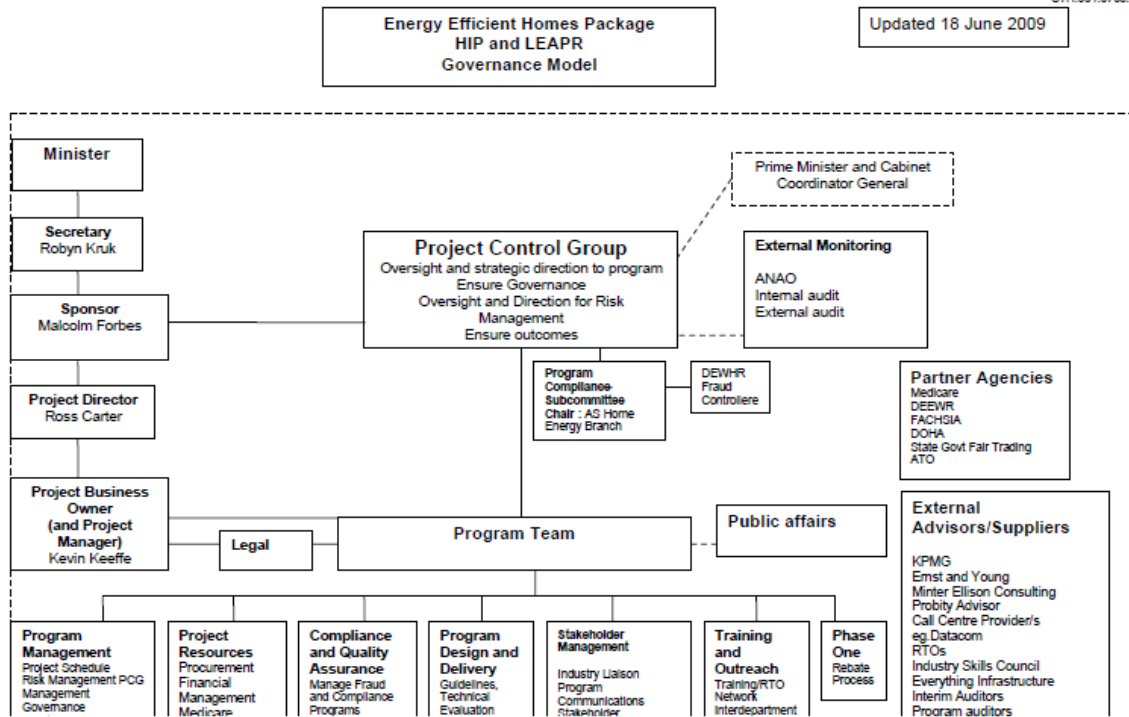 Energy Efficient Homes Package
HIP and LEAPR
Governance Model
Updated 18 June 2009
Minister
Secretary
Robyn Kruk
Sponsor
Malcolm Forbes
Project Director
Ross Carter
Project Business
Owner
(and Project
Manager)
Kevin Keeffe
Project Control Group
Oversight and strategic direction to program
Ensure Governance
Oversight and Direction for Risk
Management
Ensure outcomes
Prime Minister and Cabinet
Coordinator General
External Monitoring
ANAO
Internal audit
External audit
Program
Compliance
Subcommittee
Chair : AS Home
Energy Branch
DEWHR
Fraud
Controllere
Partner Agencies
Medicare
DEEWR
FACHSIA
DOHA
State Govt Fair Trading
ATO
Legal
Program Team
Public affairs
External
Advisors/Suppliers
KPMG
Ernst and Young
Minter Ellison Consulting
Probity Advisor
Call Centre Provider/s
eg.Datacom
RTOs
Industry Skills Council
Everything Infrastructure
Interim Auditors
Program auditors
Program
Management
Project Schedule
Risk Management PCG
Management
Governance
Project
Resources
Procurement
Financial
Management
Medicare
Compliance
and Quality
Assurance
Manage Fraud
and Compliance
Programs
Program
Design and
Delivery
Guidelines,
Technical
Evaluation
Stakeholder
Management
Industry Liaison
Program
Communications
Stakeholder
Training
and
Outreach
Training/RTO
Network
Interdepartment
Phase
One
Rebate
Process